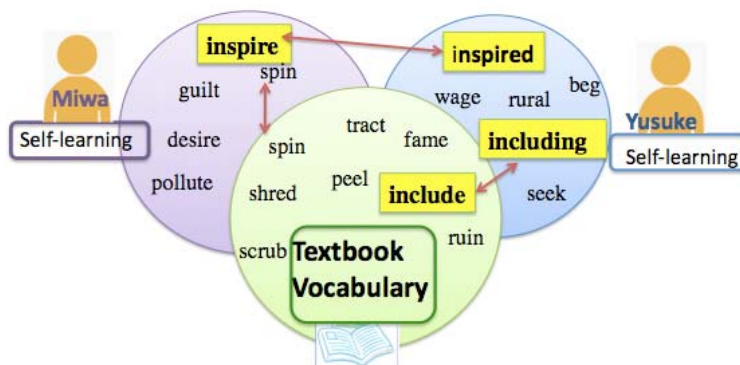 inspire
inspired
spin
guilt
beg
Miwa
wage
rural
Yusuke
tract
fame
Self-learning
desire
spin
including
Self-learning
pollute
shred
peel
include
seek
scrub
Textbook
Vocabulary
ruin